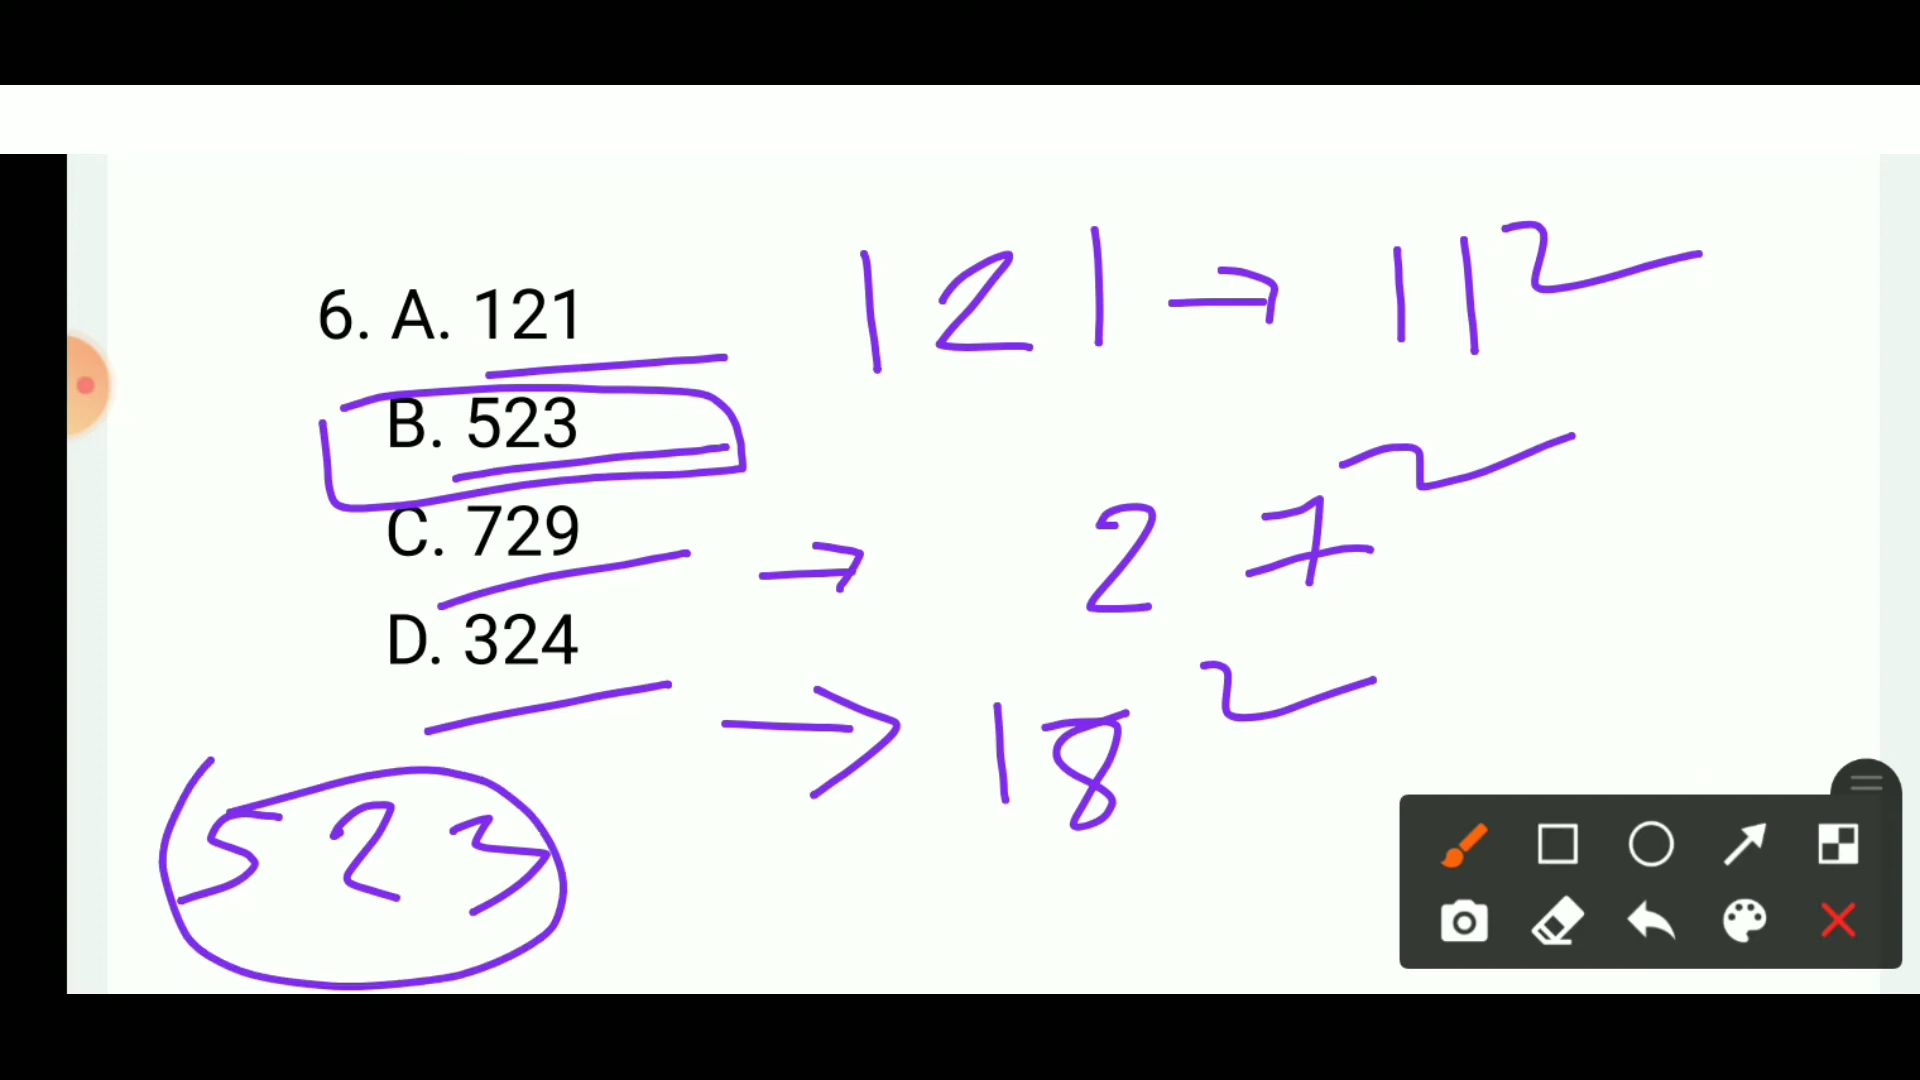 6. A. 121 121 → 11²
B. 523
C. 729 → 27²
D. 324 → 18²
523